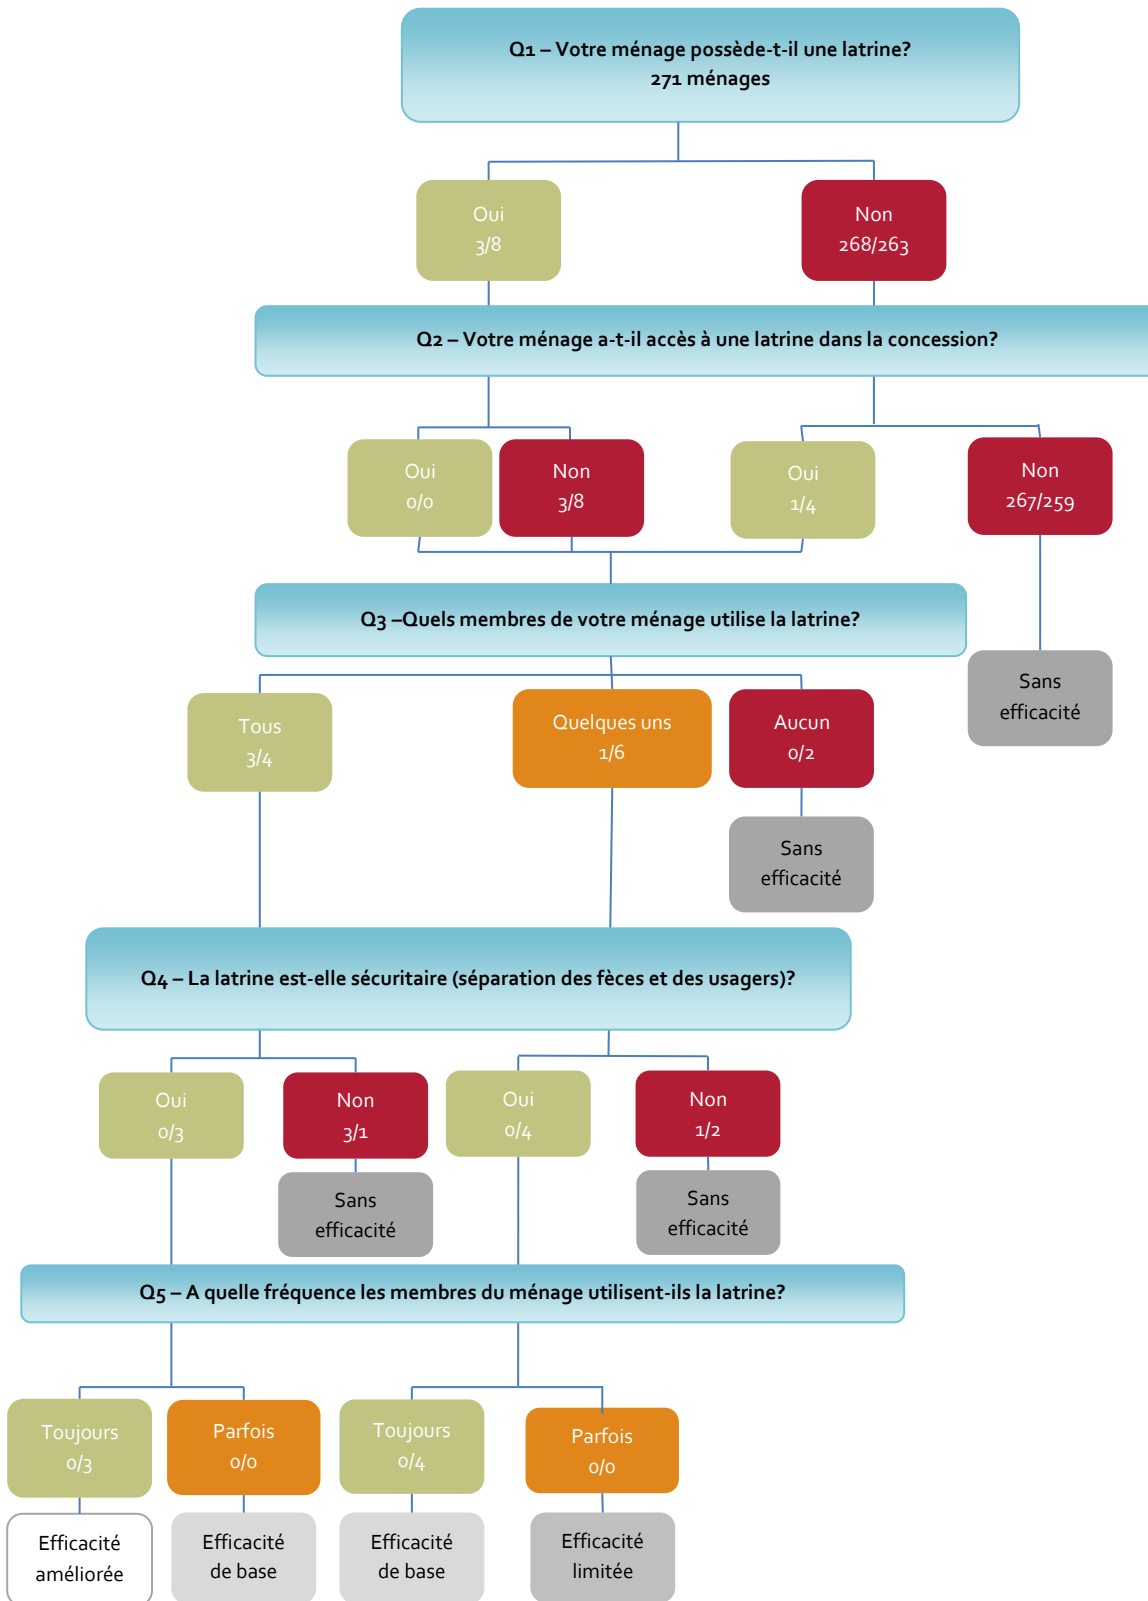 Q1 – Votre ménage possède-t-il une latrine?
271 ménages
Oui
3/8
Non
268/263
Q2 – Votre ménage a-t-il accès à une latrine dans la concession?
Oui
0/0
Non
3/8
Oui
1/4
Non
267/259
Sans
efficacité
Q3 –Quels membres de votre ménage utilise la latrine?
Tous
3/4
Quelques uns
1/6
Aucun
0/2
Sans
efficacité
Q4 – La latrine est-elle sécuritaire (séparation des fèces et des usagers)?
Oui
0/3
Non
3/1
Oui
0/4
Non
1/2
Sans
efficacité
Sans
efficacité
Q5 – A quelle fréquence les membres du ménage utilisent-ils la latrine?
Toujours
0/3
Parfois
0/0
Toujours
0/4
Parfois
0/0
Efficacité
améliorée
Efficacité
de base
Efficacité
de base
Efficacité
limitée